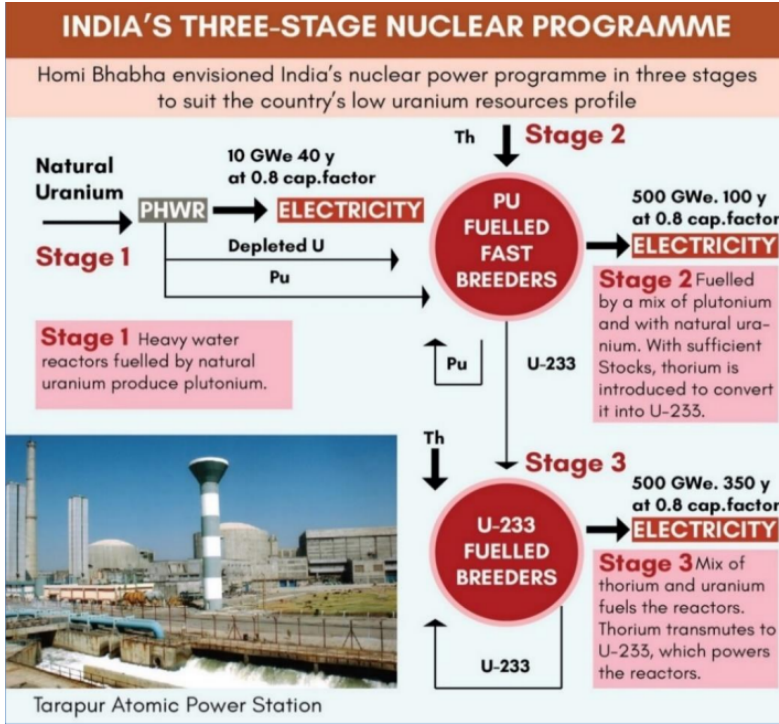 INDIA'S THREE-STAGE NUCLEAR PROGRAMME
Homi Bhabha envisioned India's nuclear power programme in three stages
to suit the country's low uranium resources profile
Natural
Uranium
Stage 1
PHWR
10 GWe 40 y
at 0.8 cap.factor
ELECTRICITY
Depleted U
Pu
Th
Stage 2
PU
FUELLED
FAST
BREEDERS
500 GWe. 100 y
at 0.8 cap.factor
ELECTRICITY
Stage 1 Heavy water
reactors fuelled by natural
uranium produce plutonium.
Stage 2 Fuelled
by a mix of plutonium
and with natural ura-
nium. With sufficient
Stocks, thorium is
introduced to convert
it into U-233.
Pu
U-233
Th
Stage 3
U-233
FUELLED
BREEDERS
500 GWe. 350 y
at 0.8 cap.factor
ELECTRICITY
Stage 3 Mix of
thorium and uranium
fuels the reactors.
Thorium transmutes to
U-233, which powers
the reactors.
U-233
Tarapur Atomic Power Station